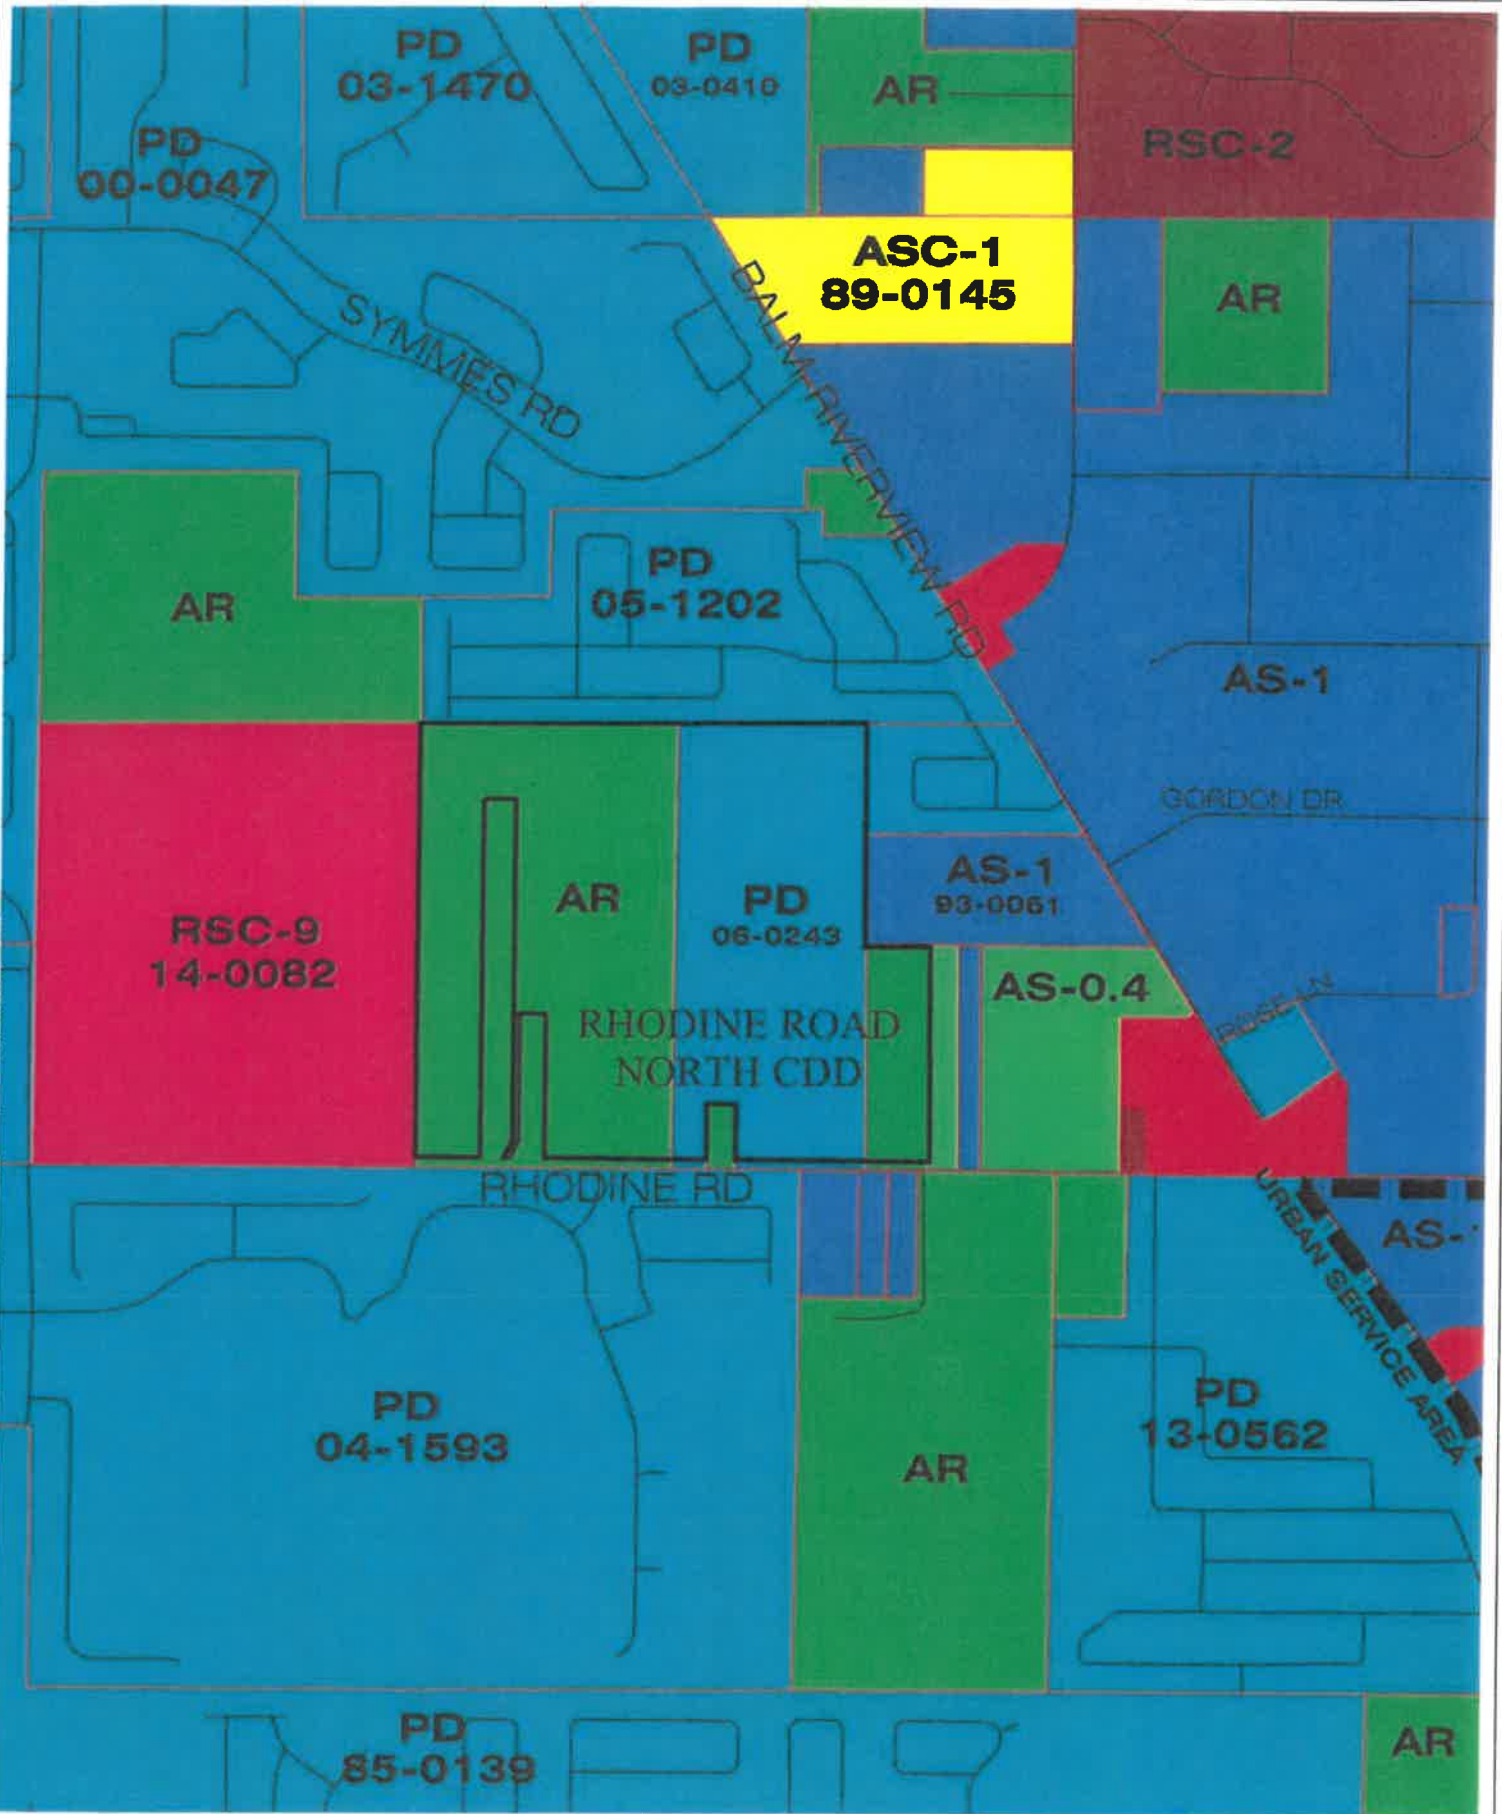 PD
03-1470
PD
03-0410
AR
RSC-2
PD
00-0047
ASC-1
89-0145
AR
SYMMES RD
BALM-RIVERVIEW RD
PD
05-1202
AR
AS-1
GORDON DR
AR
PD
06-0243
AS-1
93-0061
RSC-9
14-0082
AS-0.4
ROSE LN
RHODINE ROAD
NORTH CDD
RHODINE RD
URBAN SERVICE AREA
AS-
PD
04-1593
PD
13-0562
AR
PD
85-0139
AR